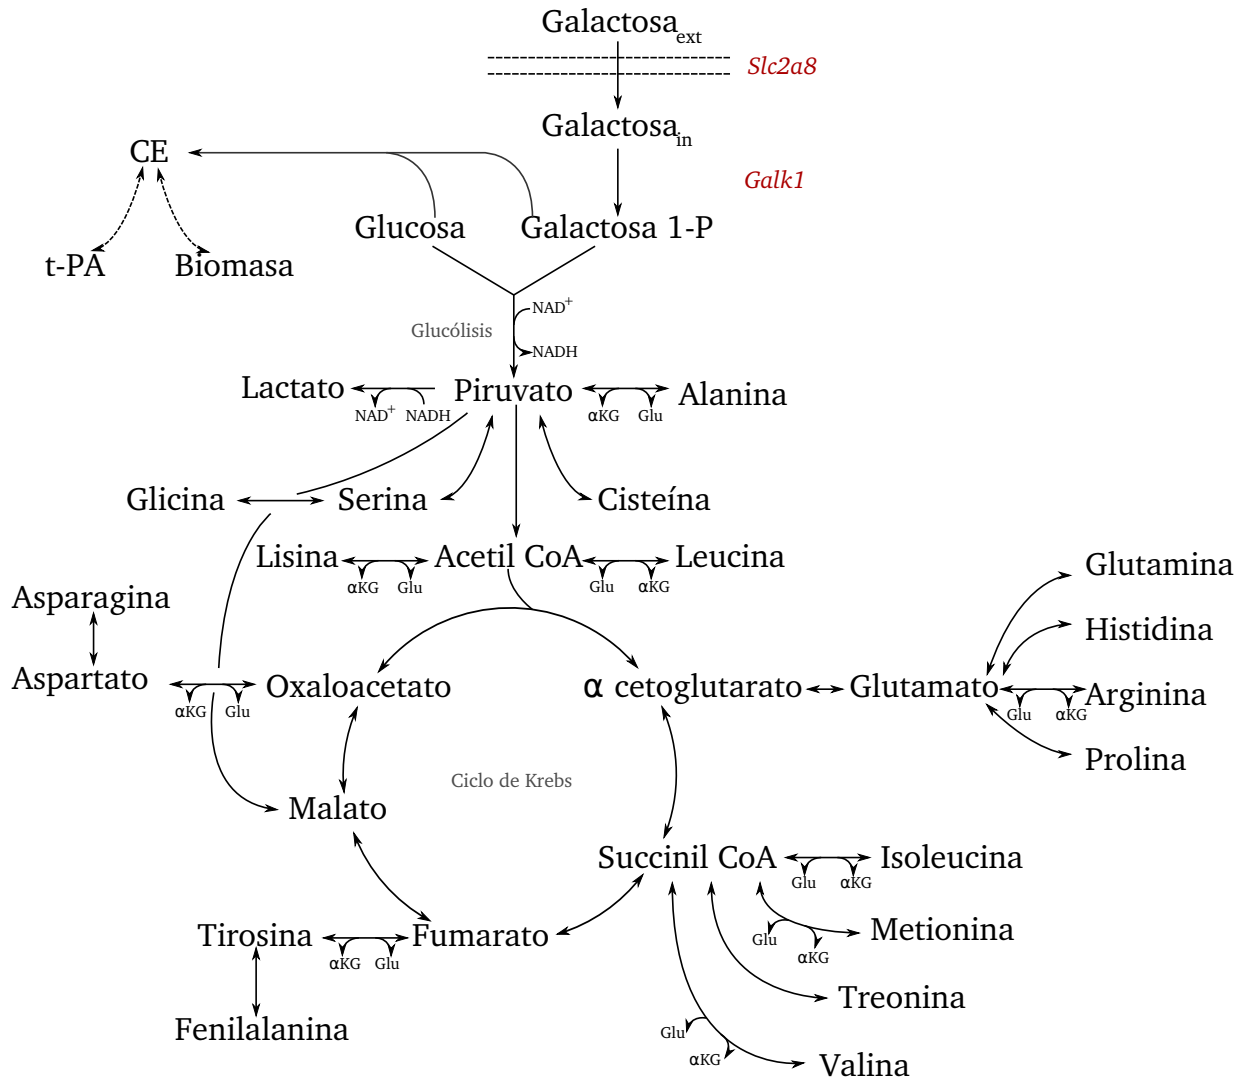 Galactosa ext
Slc2a8
Galactosa in
CE
Galk1
Glucosa
Galactosa 1-P
t-PA
Biomasa
NAD+
Glucólisis
NADH
Lactato
Piruvato
Alanina
NAD+
NADH
αKG
Glu
Glicina
Serina
Cisteína
Lisina
Acetil CoA
Leucina
αKG
Glu
Glu
αKG
Glutamina
Asparagina
Histidina
Aspartato
Oxaloacetato
α cetoglutarato
Glutamato
Arginina
αKG
Glu
Glu
αKG
Prolina
Ciclo de Krebs
Malato
Succinil CoA
Isoleucina
Glu
αKG
Tirosina
Fumarato
Metionina
αKG
Glu
Glu
αKG
Treonina
Fenilalanina
Glu
αKG
Valina